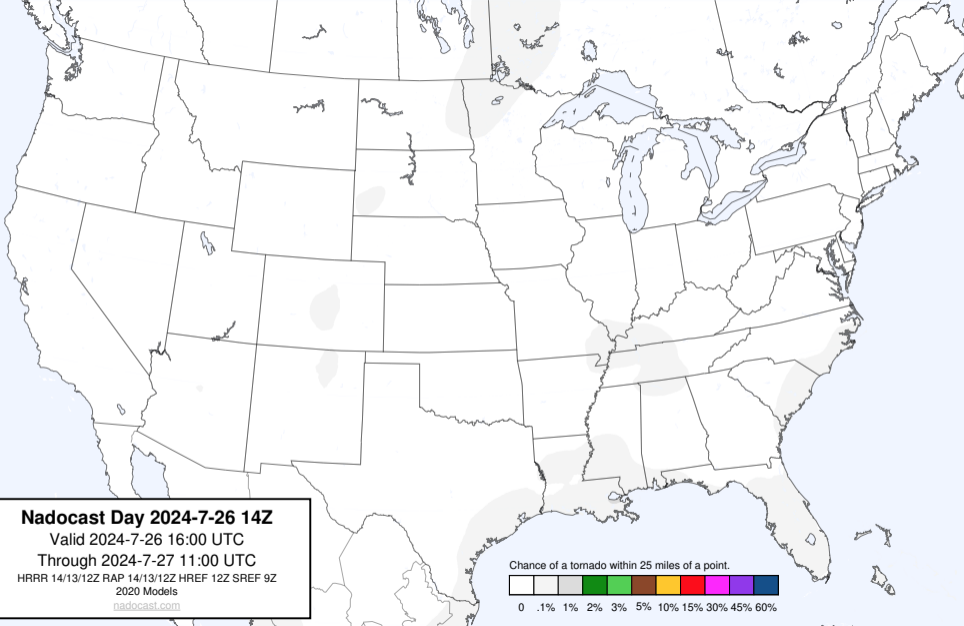 Nadocast Day 2024-7-26 14Z
Valid 2024-7-26 16:00 UTC
Through 2024-7-27 11:00 UTC
HRRR 14/13/12Z RAP 14/13/12Z HREF 12Z SREF 9Z
2020 Models
nadocast.com
Chance of a tornado within 25 miles of a point.
0 .1% 1% 2% 3% 5% 10% 15% 30% 45% 60%